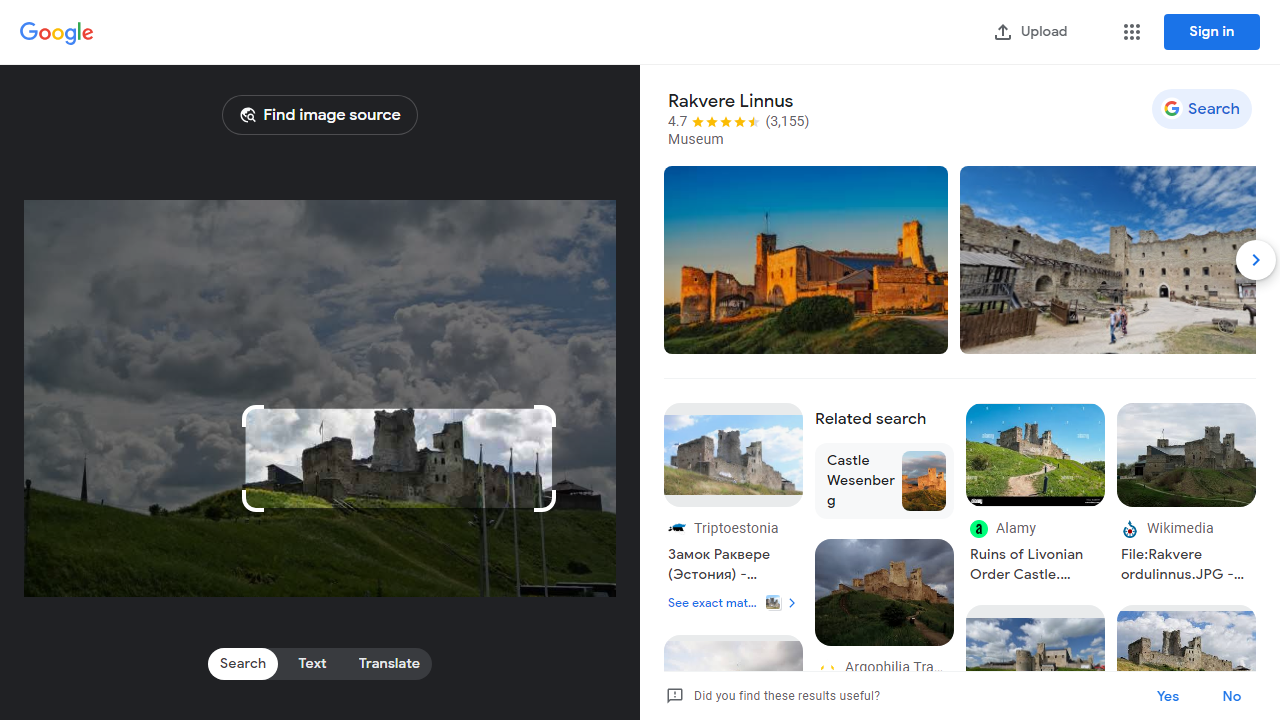 Google
Upload
Sign in
Find image source
Search
Text
Translate
Rakvere Linnus
4.7 (3,155)
Museum
Search
Triptoestonia
Замок Раквере
(Эстония) -...
See exact mat...
Related search
Castle
Wesenber
g
Argophilia Tra...
Alamy
Ruins of Livonian
Order Castle....
Wikimedia
File:Rakvere
ordulinnus.JPG -...
Did you find these results useful?
Yes
No